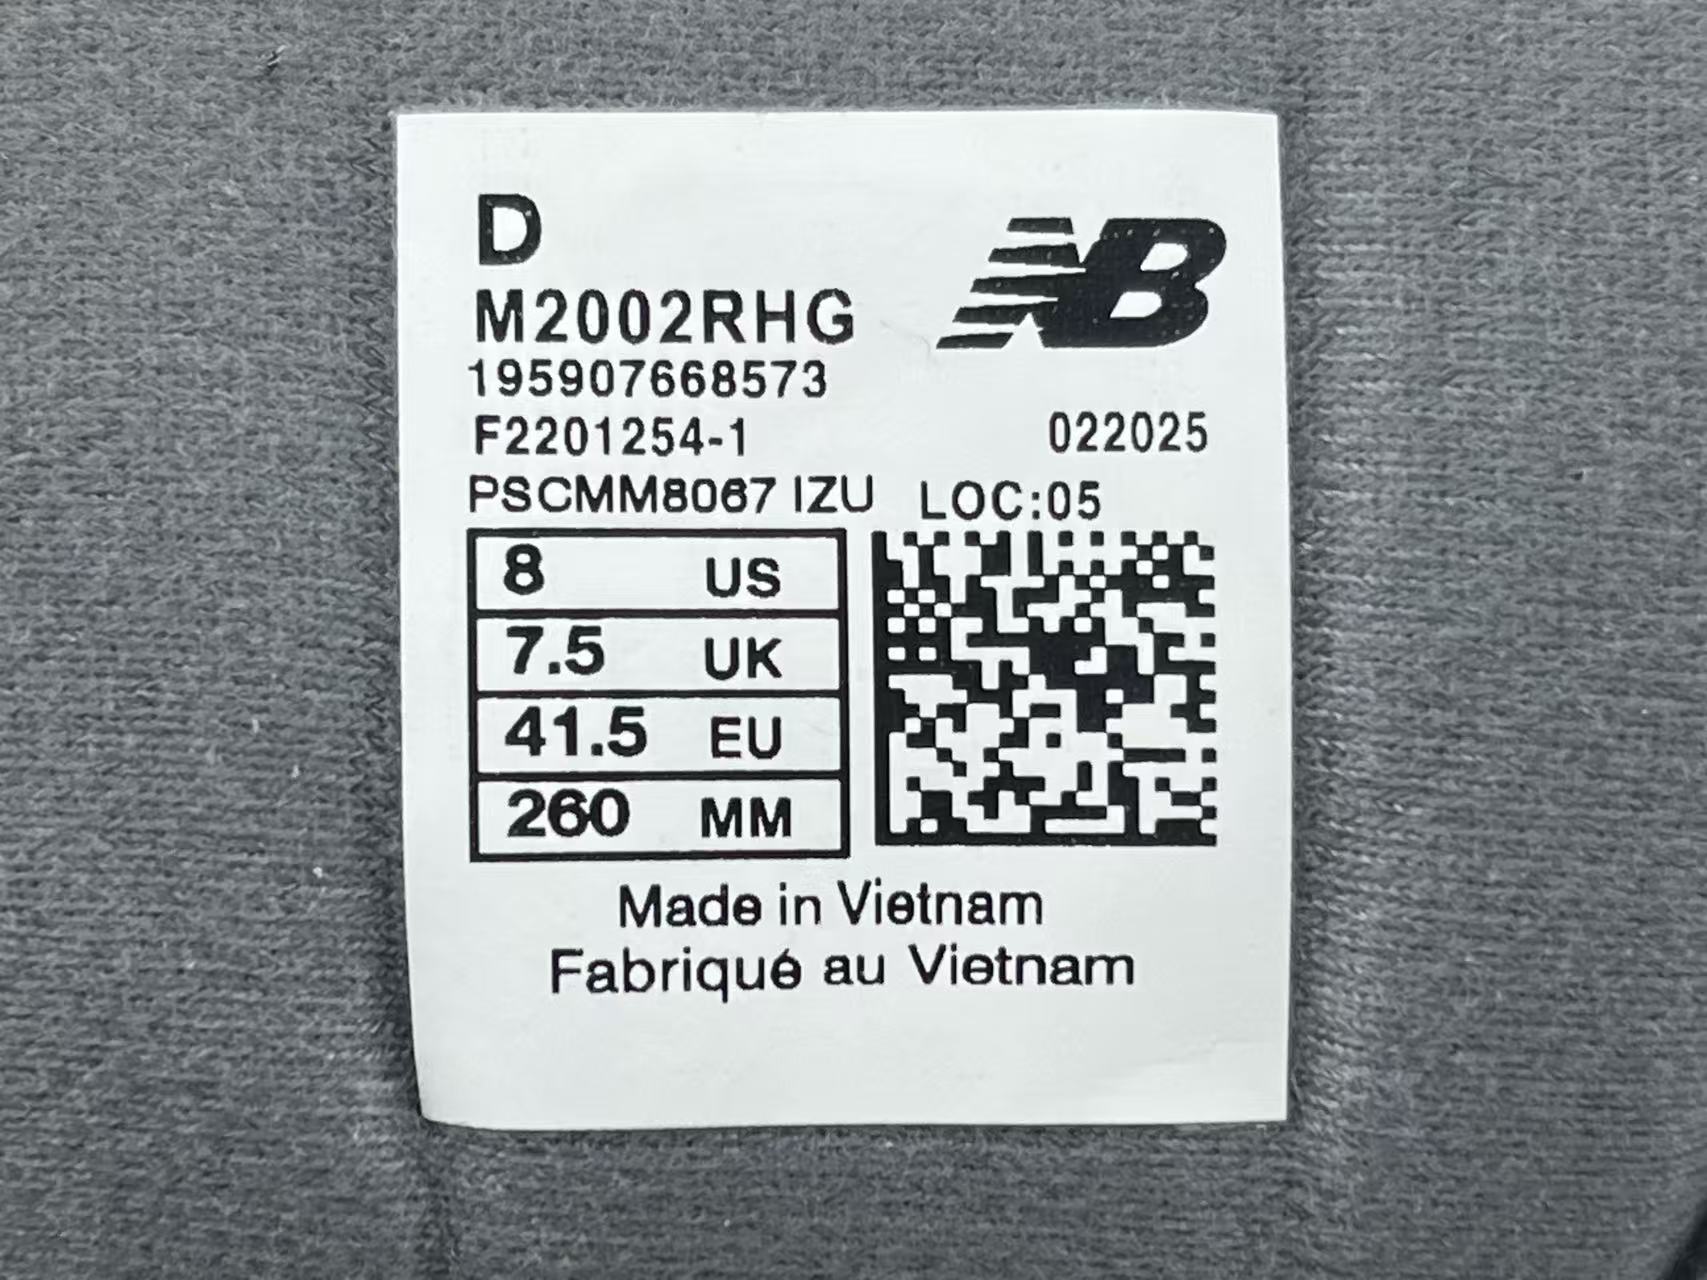 D
NB
M2002RHG
195907668573
F2201254-1 022025
PSCMM8067 IZU LOC:05
8 US
7.5 UK
41.5 EU
260 MM
Made in Vietnam
Fabriqué au Vietnam